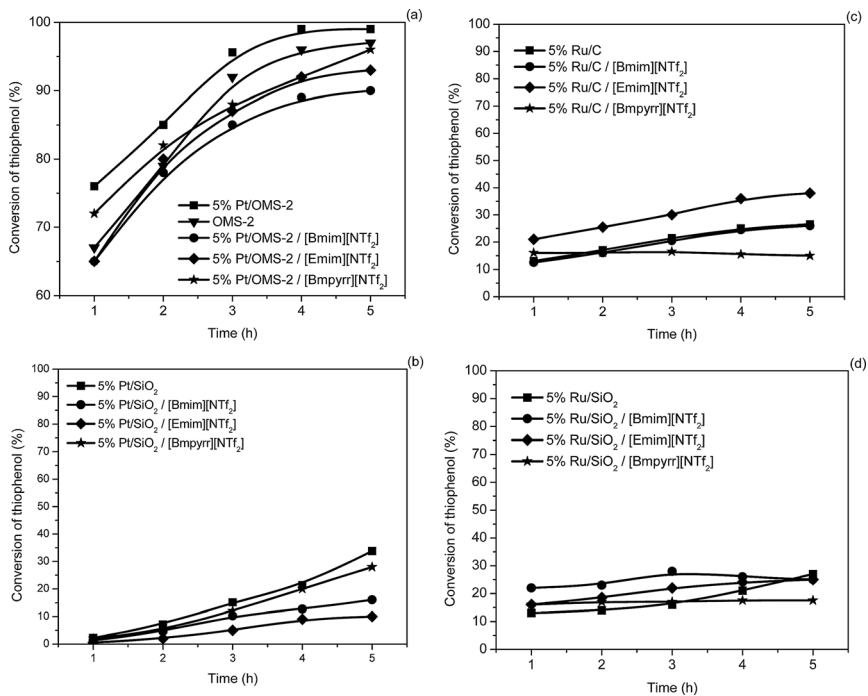 (a)
Conversion of thiophenol (%)
100
90
80
70
60
5% Pt/OMS-2
OMS-2
5% Pt/OMS-2 / [Bmim][NTf₂]
5% Pt/OMS-2 / [Emim][NTf₂]
5% Pt/OMS-2 / [Bmpyrr][NTf₂]
1 2 3 4 5
Time (h)
(c)
Conversion of thiophenol (%)
100
90
80
70
60
50
40
30
20
10
0
5% Ru/C
5% Ru/C / [Bmim][NTf₂]
5% Ru/C / [Emim][NTf₂]
5% Ru/C / [Bmpyrr][NTf₂]
1 2 3 4 5
Time (h)
(b)
Conversion of thiophenol (%)
100
90
80
70
60
50
40
30
20
10
0
5% Pt/SiO₂
5% Pt/SiO₂ / [Bmim][NTf₂]
5% Pt/SiO₂ / [Emim][NTf₂]
5% Pt/SiO₂ / [Bmpyrr][NTf₂]
1 2 3 4 5
Time (h)
(d)
Conversion of thiophenol (%)
100
90
80
70
60
50
40
30
20
10
0
5% Ru/SiO₂
5% Ru/SiO₂ / [Bmim][NTf₂]
5% Ru/SiO₂ / [Emim][NTf₂]
5% Ru/SiO₂ / [Bmpyrr][NTf₂]
1 2 3 4 5
Time (h)